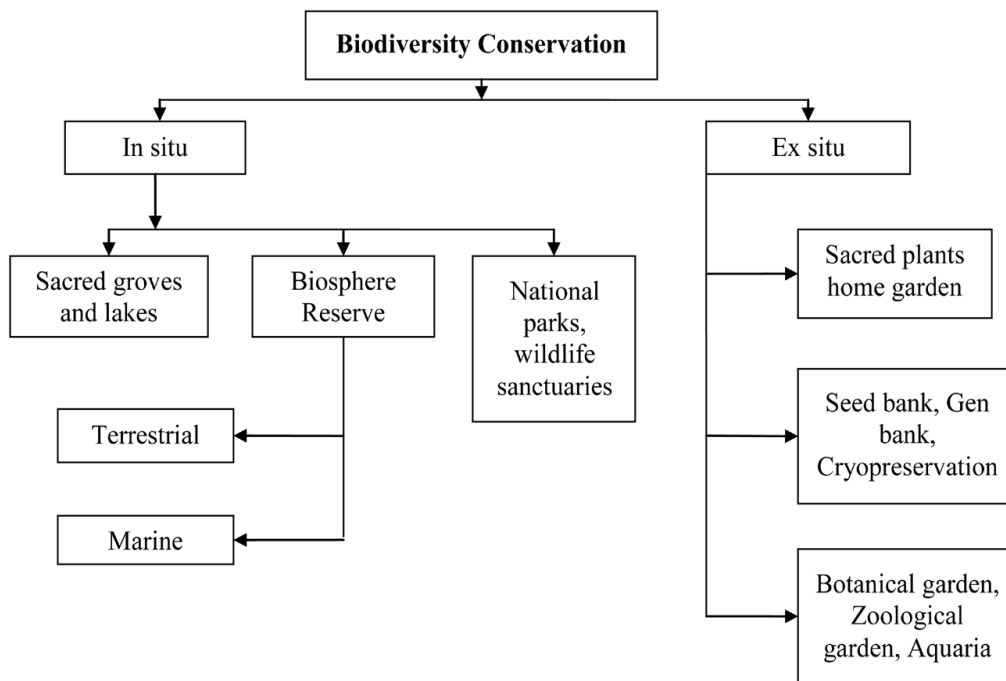 Biodiversity Conservation
In situ
Ex situ
Sacred groves
and lakes
Biosphere
Reserve
National
parks,
wildlife
sanctuaries
Terrestrial
Marine
Sacred plants
home garden
Seed bank, Gen
bank,
Cryopreservation
Botanical garden,
Zoological
garden, Aquaria